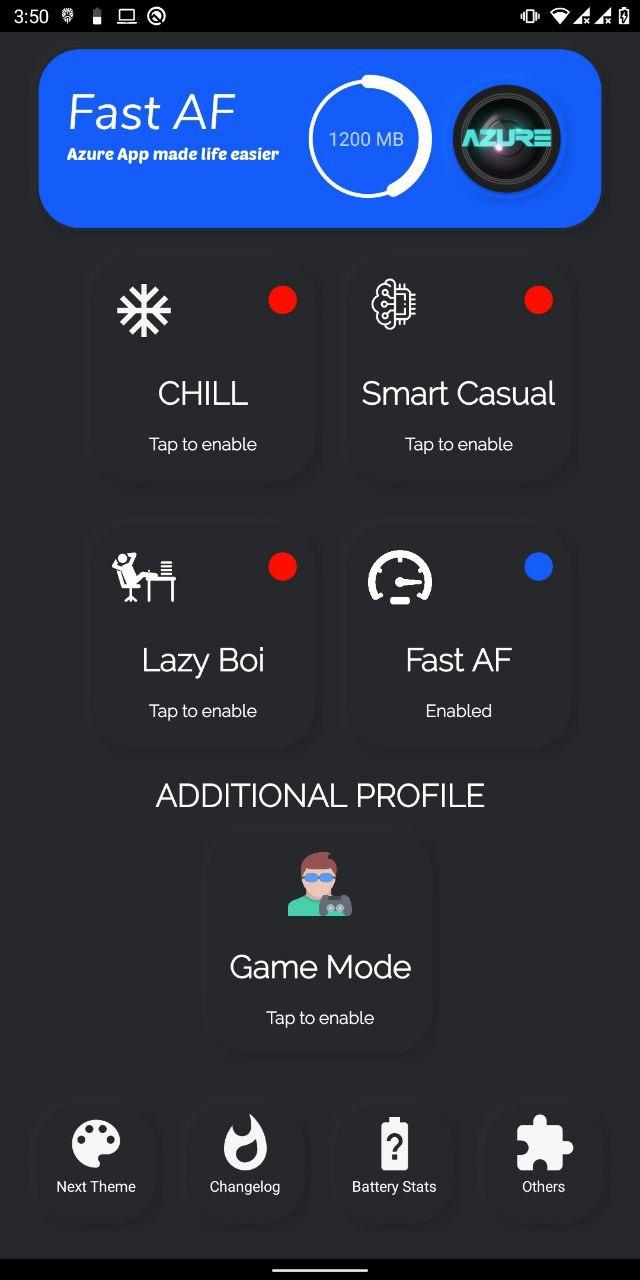 3:50
Fast AF
Azure App made life easier
1200 MB
AZURE
CHILL
Tap to enable
Smart Casual
Tap to enable
Lazy Boi
Tap to enable
Fast AF
Enabled
ADDITIONAL PROFILE
Game Mode
Tap to enable
Next Theme
Changelog
Battery Stats
Others